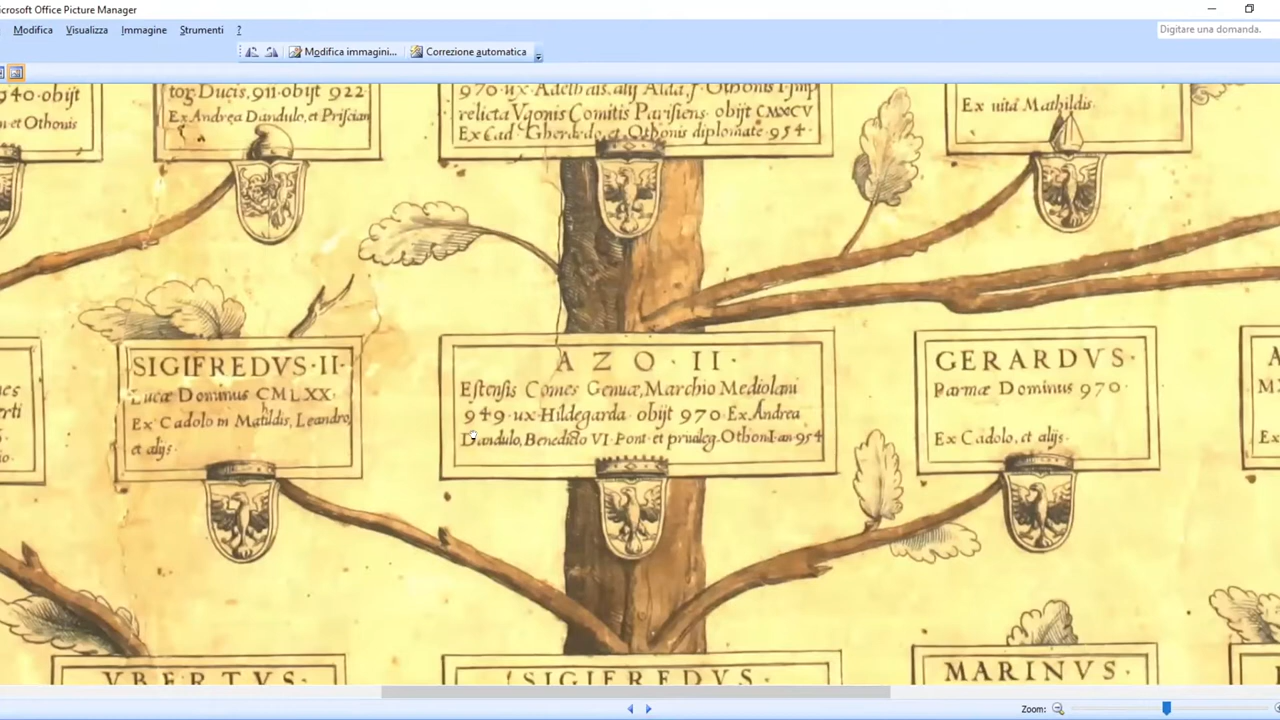 icrosoft Office Picture Manager
Modifica Visualizza Immagine Strumenti ?
Digitare una domanda.
Modifica immagini... Correzione automatica
940·obijt
m et Othonis
tor Ducis, 911·obijt 922
Ex Andrea Dandulo, et Priscian
970·ux·Adelhais, alij Alda, f. Othonis I·Imp
relicta Vgonis Comitis Parisiens· obijt
Ex Cad· Gherardo, et Othonis diplomate·954·
Ex uita Mathildis·
SIGIFREDVS·II·
Lucæ Dominus CMLXX·
Ex Cadolo in Matildis, Leandro,
et alijs·
AZO·II·
Estensis Comes Genuæ, Marchio Mediolani
949·ux·Hildegarda obijt 970 Ex Andrea
Dandulo, Benedicto VI·Pont·et priuileg·Othon·I·an·954
GERARDVS·
Parmæ Dominus 970·
Ex Cadolo, et alijs·
VBERTVS·
SIGIFREDVS·
MARINVS·
Zoom: